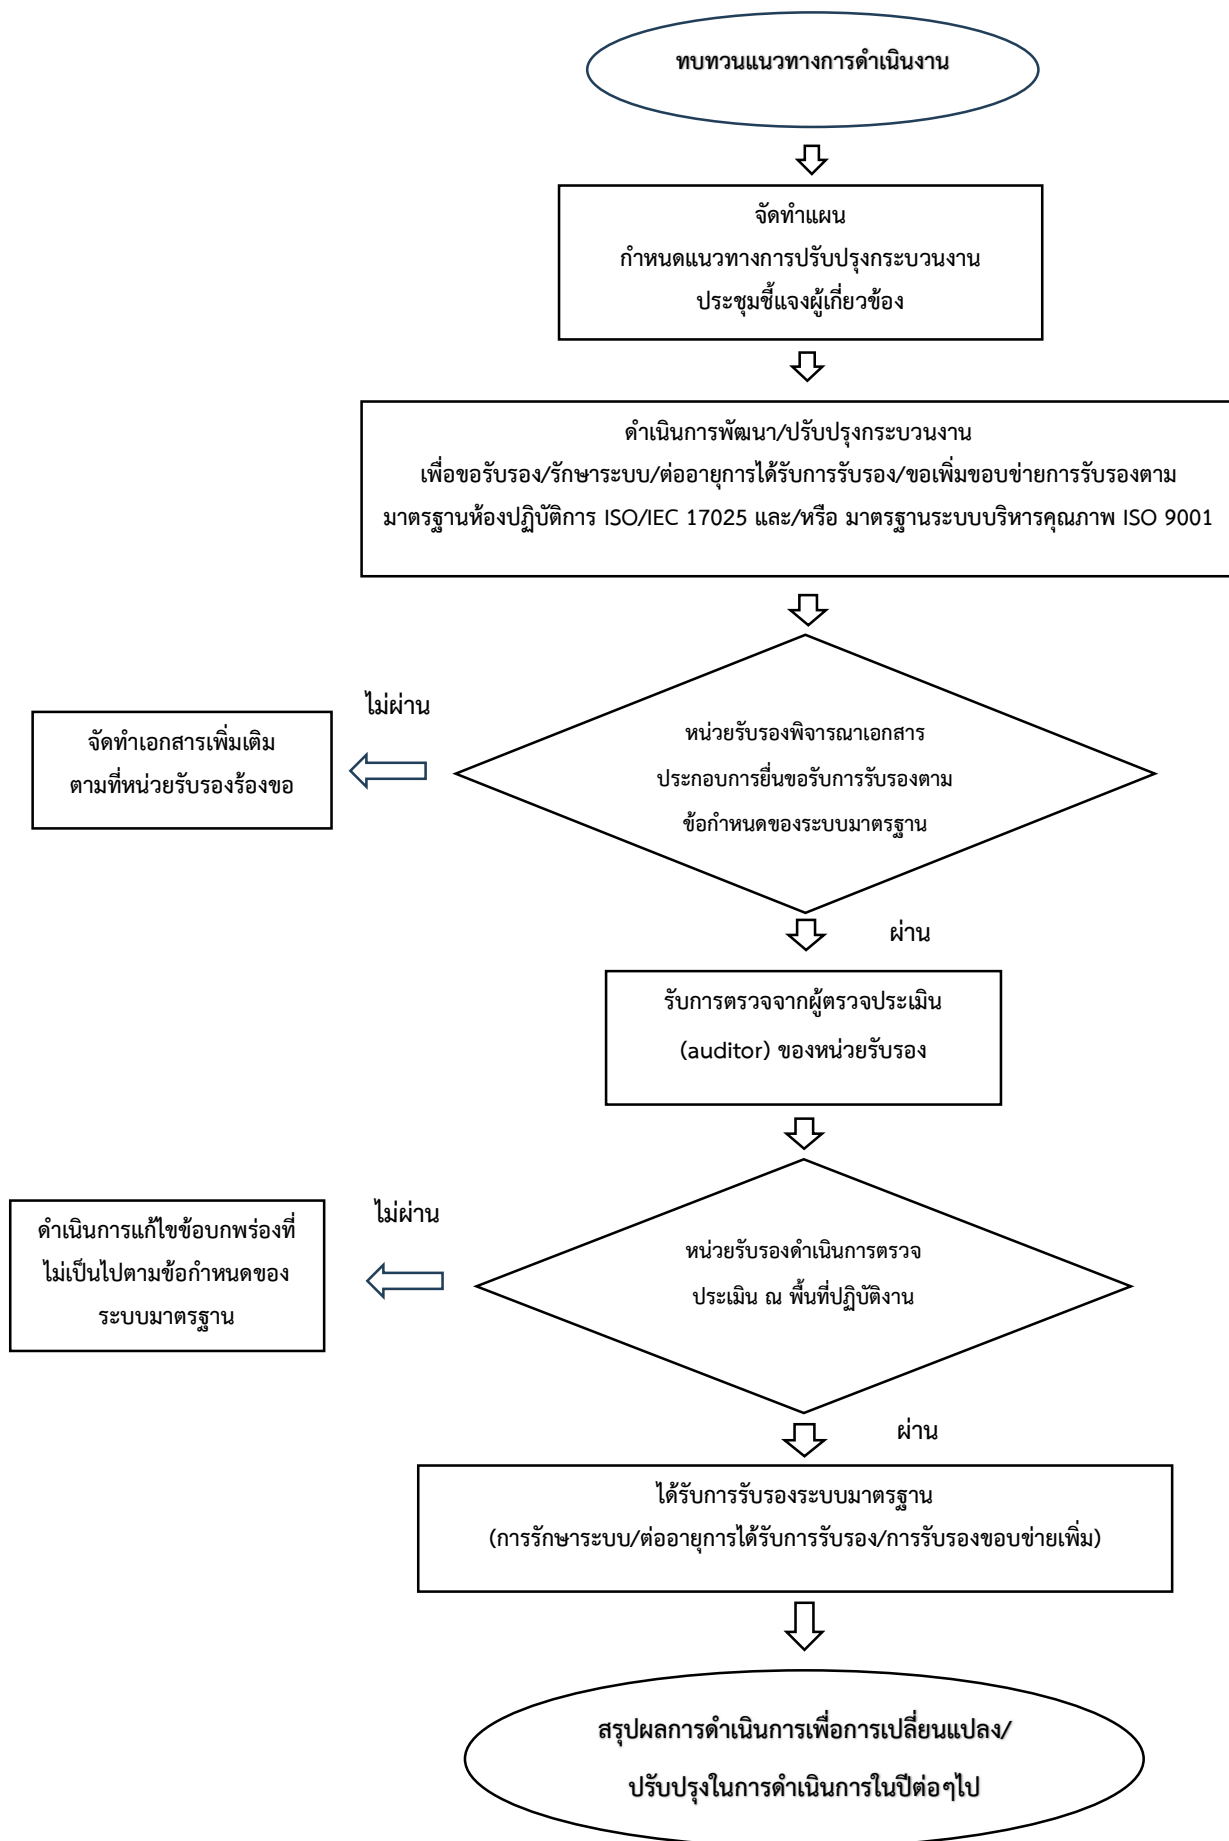 ทบทวนแนวทางการดำเนินงาน
จัดทำแผน
กำหนดแนวทางการปรับปรุงกระบวนงาน
ประชุมชี้แจงผู้เกี่ยวข้อง
ดำเนินการพัฒนา/ปรับปรุงกระบวนงาน
เพื่อขอรับรอง/รักษาระบบ/ต่ออายุการได้รับการรับรอง/ขอเพิ่มขอบข่ายการรับรองตาม
มาตรฐานห้องปฏิบัติการ ISO/IEC 17025 และ/หรือ มาตรฐานระบบบริหารคุณภาพ ISO 9001
ไม่ผ่าน
จัดทำเอกสารเพิ่มเติม
ตามที่หน่วยรับรองร้องขอ
หน่วยรับรองพิจารณาเอกสาร
ประกอบการยื่นขอรับการรับรองตาม
ข้อกำหนดของระบบมาตรฐาน
ผ่าน
รับการตรวจจากผู้ตรวจประเมิน
(auditor) ของหน่วยรับรอง
ไม่ผ่าน
ดำเนินการแก้ไขข้อบกพร่องที่
ไม่เป็นไปตามข้อกำหนดของ
ระบบมาตรฐาน
หน่วยรับรองดำเนินการตรวจ
ประเมิน ณ พื้นที่ปฏิบัติงาน
ผ่าน
ได้รับการรับรองระบบมาตรฐาน
(การรักษาระบบ/ต่ออายุการได้รับการรับรอง/การรับรองขอบข่ายเพิ่ม)
สรุปผลการดำเนินการเพื่อการเปลี่ยนแปลง/
ปรับปรุงในการดำเนินการในปีต่อๆไป